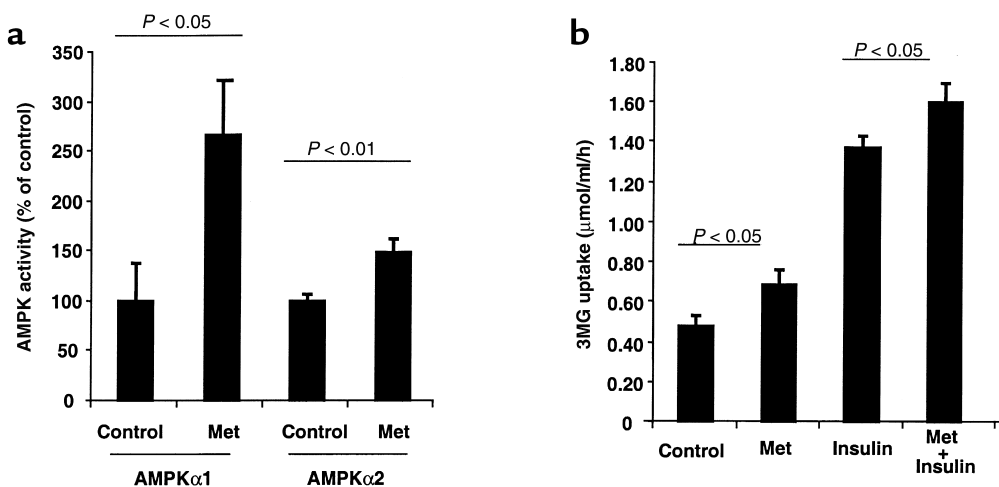 a
P < 0.05
350
300
250
200
150
100
50
0
AMPK activity (% of control)
P < 0.01
Control Met Control Met
AMPKα1 AMPKα2
b
P < 0.05
1.80
1.60
1.40
1.20
1.00
0.80
0.60
0.40
0.20
0
3MG uptake (μmol/ml/h)
P < 0.05
Control Met Insulin Met
+
Insulin